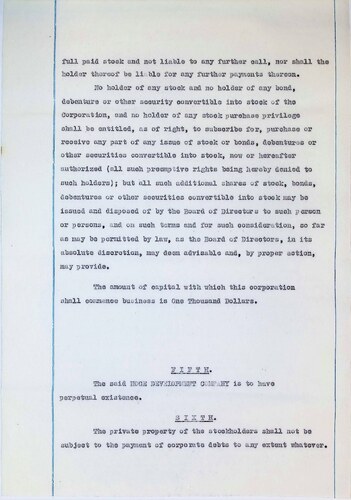 full paid stock and not liable to any further call, nor shall the
holder thereof be liable for any further payments thereon.
No holder of any stock and no holder of any bond,
debenture or other security convertible into stock of the
Corporation, and no holder of any stock purchase privilege
shall be entitled, as of right, to subscribe for, purchase or
receive any part of any issue of stock or bonds, debentures or
other securities convertible into stock, now or hereafter
authorized (all such preemptive rights being hereby denied to
such holders); but all such additional shares of stock, bonds,
debentures or other securities convertible into stock may be
issued and disposed of by the Board of Directors to such person
or persons, and on such terms and for such consideration, so far
as may be permitted by law, as the Board of Directors, in its
absolute discretion, may deem advisable and, by proper action,
may provide.
The amount of capital with which this corporation
shall commence business is One Thousand Dollars.
FIFTH.
The said DEVELOPMENT COMPANY is to have
perpetual existence.
SIXTH.
The private property of the stockholders shall not be
subject to the payment of corporate debts to any extent whatever.